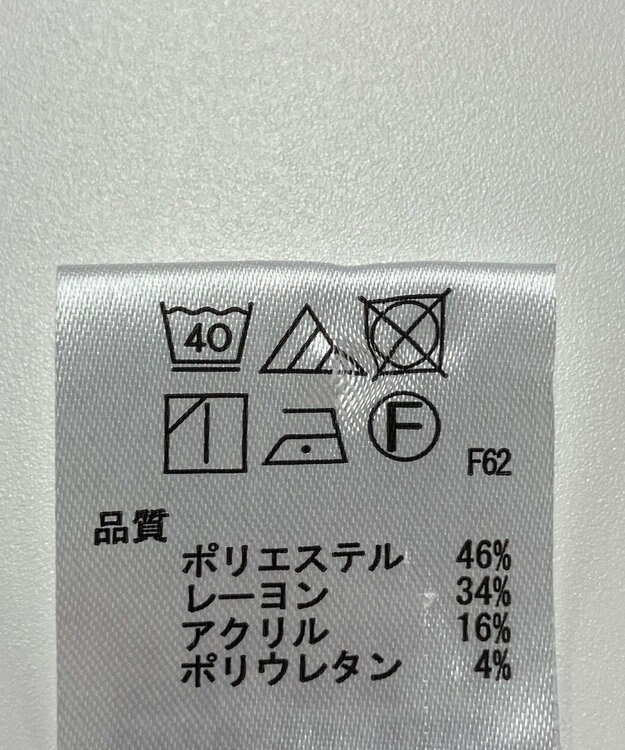 40
F
F62
品質
ポリエステル 46%
レーヨン 34%
アクリル 16%
ポリウレタン 4%